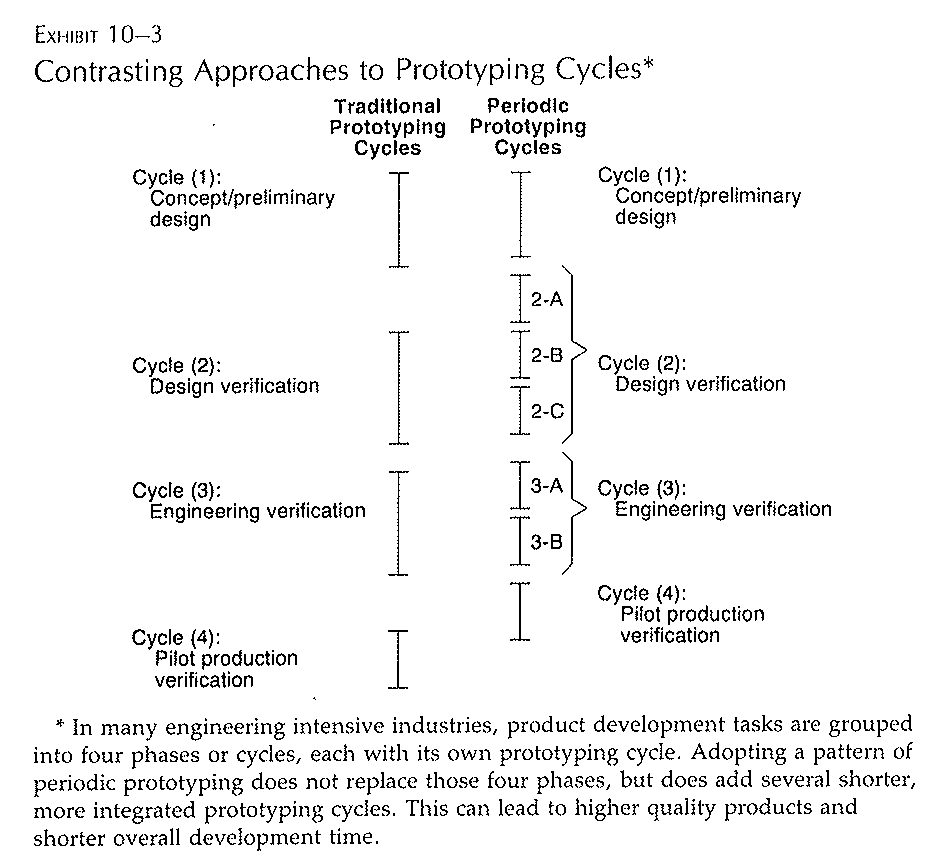 EXHIBIT 10–3
Contrasting Approaches to Prototyping Cycles*
Traditional
Prototyping
Cycles
Periodic
Prototyping
Cycles
Cycle (1):
Concept/preliminary
design
Cycle (1):
Concept/preliminary
design
2-A
2-B
2-C
Cycle (2):
Design verification
Cycle (2):
Design verification
Cycle (3):
Engineering verification
3-A
3-B
Cycle (3):
Engineering verification
Cycle (4):
Pilot production
verification
Cycle (4):
Pilot production
verification
* In many engineering intensive industries, product development tasks are grouped
into four phases or cycles, each with its own prototyping cycle. Adopting a pattern of
periodic prototyping does not replace those four phases, but does add several shorter,
more integrated prototyping cycles. This can lead to higher quality products and
shorter overall development time.